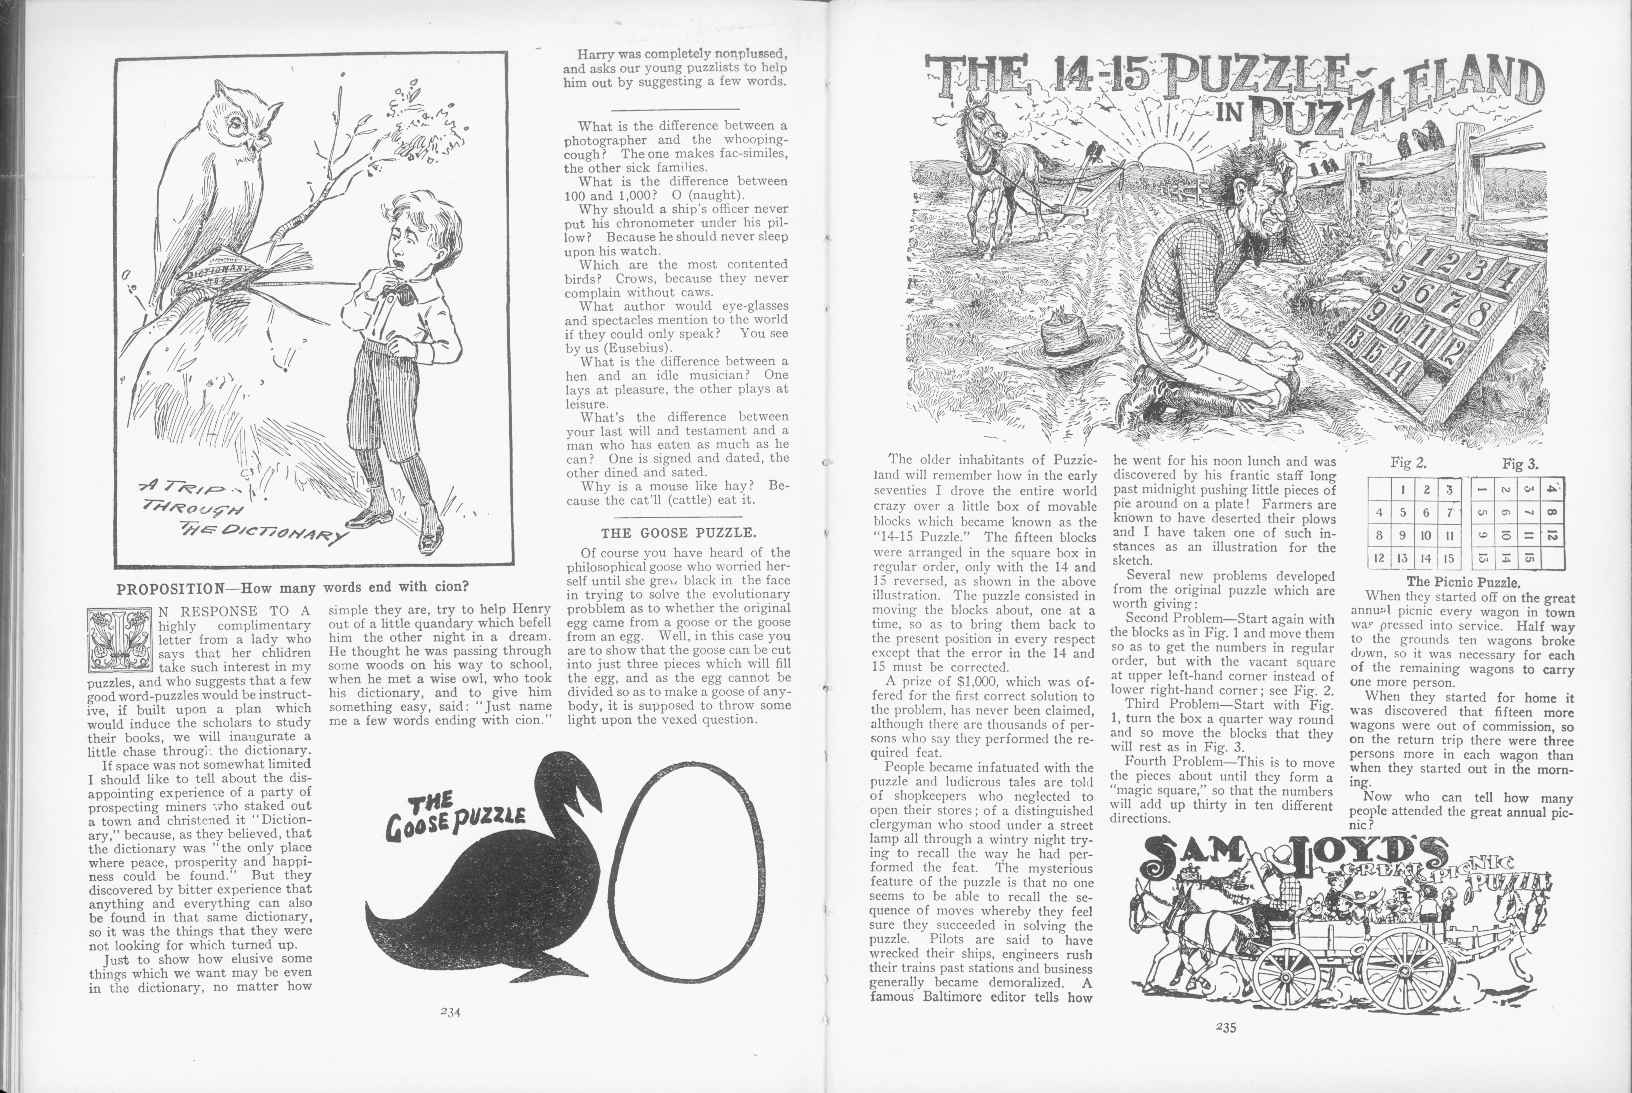 DICTIONARY
A TRIP
THROUGH
THE DICTIONARY
PROPOSITION—How many words end with cion?
IN RESPONSE TO A
highly complimentary
letter from a lady who
says that her chlidren
take such interest in my
puzzles, and who suggests that a few
good word-puzzles would be instruct-
ive, if built upon a plan which
would induce the scholars to study
their books, we will inaugurate a
little chase through the dictionary.
If space was not somewhat limited
I should like to tell about the dis-
appointing experience of a party of
prospecting miners who staked out
a town and christened it "Diction-
ary," because, as they believed, that
the dictionary was "the only place
where peace, prosperity and happi-
ness could be found." But they
discovered by bitter experience that
anything and everything can also
be found in that same dictionary,
so it was the things that they were
not looking for which turned up.
Just to show how elusive some
things which we want may be even
in the dictionary, no matter how
simple they are, try to help Henry
out of a little quandary which befell
him the other night in a dream.
He thought he was passing through
some woods on his way to school,
when he met a wise owl, who took
his dictionary, and to give him
something easy, said: "Just name
me a few words ending with cion."
Harry was completely nonplussed,
and asks our young puzzlists to help
him out by suggesting a few words.
What is the difference between a
photographer and the whooping-
cough? The one makes fac-similes,
the other sick families.
What is the difference between
100 and 1,000? O (naught).
Why should a ship's officer never
put his chronometer under his pil-
low? Because he should never sleep
upon his watch.
Which are the most contented
birds? Crows, because they never
complain without caws.
What author would eye-glasses
and spectacles mention to the world
if they could only speak? You see
by us (Eusebius).
What is the difference between a
hen and an idle musician? One
lays at pleasure, the other plays at
leisure.
What's the difference between
your last will and testament and a
man who has eaten as much as he
can? One is signed and dated, the
other dined and sated.
Why is a mouse like hay? Be-
cause the cat'll (cattle) eat it.
THE GOOSE PUZZLE.
Of course you have heard of the
philosophical goose who worried her-
self until she grew black in the face
in trying to solve the evolutionary
probblem as to whether the original
egg came from a goose or the goose
from an egg. Well, in this case you
are to show that the goose can be cut
into just three pieces which will fill
the egg, and as the egg cannot be
divided so as to make a goose of any-
body, it is supposed to throw some
light upon the vexed question.
THE
GOOSE PUZZLE
234
THE 14-15 PUZZLE
IN PUZZLELAND
1 2 3 4
5 6 7 8
9 10 11 12
13 15 14
The older inhabitants of Puzzle-
land will remember how in the early
seventies I drove the entire world
crazy over a little box of movable
blocks which became known as the
"14-15 Puzzle." The fifteen blocks
were arranged in the square box in
regular order, only with the 14 and
15 reversed, as shown in the above
illustration. The puzzle consisted in
moving the blocks about, one at a
time, so as to bring them back to
the present position in every respect
except that the error in the 14 and
15 must be corrected.
A prize of $1,000, which was of-
fered for the first correct solution to
the problem, has never been claimed,
although there are thousands of per-
sons who say they performed the re-
quired feat.
People became infatuated with the
puzzle and ludicrous tales are told
of shopkeepers who neglected to
open their stores; of a distinguished
clergyman who stood under a street
lamp all through a wintry night try-
ing to recall the way he had per-
formed the feat. The mysterious
feature of the puzzle is that no one
seems to be able to recall the se-
quence of moves whereby they feel
sure they succeeded in solving the
puzzle. Pilots are said to have
wrecked their ships, engineers rush
their trains past stations and business
generally became demoralized. A
famous Baltimore editor tells how
he went for his noon lunch and was
discovered by his frantic staff long
past midnight pushing little pieces of
pie around on a plate! Farmers are
known to have deserted their plows
and I have taken one of such in-
stances as an illustration for the
sketch.
Several new problems developed
from the original puzzle which are
worth giving:
Second Problem—Start again with
the blocks as in Fig. 1 and move them
so as to get the numbers in regular
order, but with the vacant square
at upper left-hand corner instead of
lower right-hand corner; see Fig. 2.
Third Problem—Start with Fig.
1, turn the box a quarter way round
and so move the blocks that they
will rest as in Fig. 3.
Fourth Problem—This is to move
the pieces about until they form a
"magic square," so that the numbers
will add up thirty in ten different
directions.
Fig 2.
1 2 3
4 5 6 7
8 9 10 11
12 13 14 15
Fig 3.
1 2 3 4
5 6 7 8
9 10 11 12
13 14 15
The Picnic Puzzle.
When they started off on the great
annual picnic every wagon in town
was pressed into service. Half way
to the grounds ten wagons broke
down, so it was necessary for each
of the remaining wagons to carry
one more person.
When they started for home it
was discovered that fifteen more
wagons were out of commission, so
on the return trip there were three
persons more in each wagon than
when they started out in the morn-
ing.
Now who can tell how many
people attended the great annual pic-
nic?
SAM LOYD'S
GREAT PICNIC
PUZZLE
235